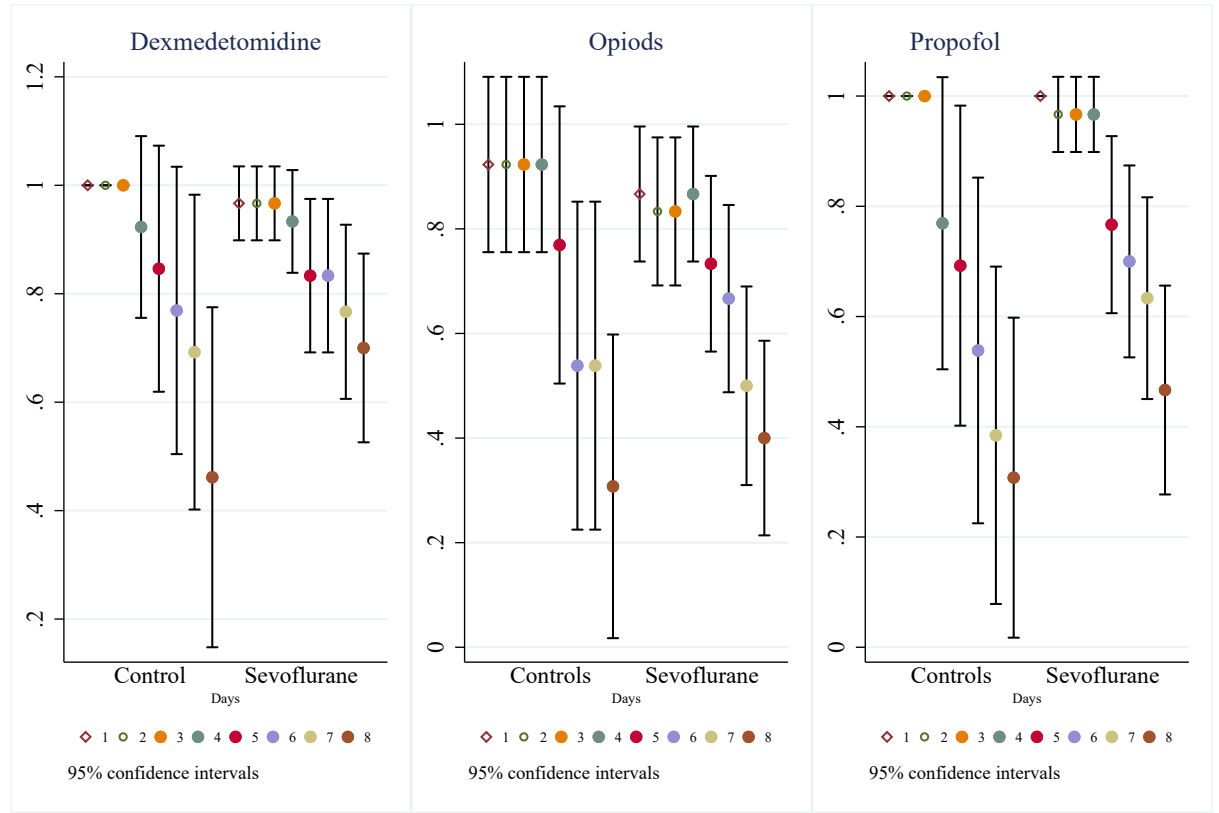 Dexmedetomidine
1.2
1
.8
.6
.4
.2
Control Sevoflurane
Days
1 2 3 4 5 6 7 8
95% confidence intervals
Opiods
1
.8
.6
.4
.2
0
Controls Sevoflurane
Days
1 2 3 4 5 6 7 8
95% confidence intervals
Propofol
1
.8
.6
.4
.2
0
Controls Sevoflurane
Days
1 2 3 4 5 6 7 8
95% confidence intervals